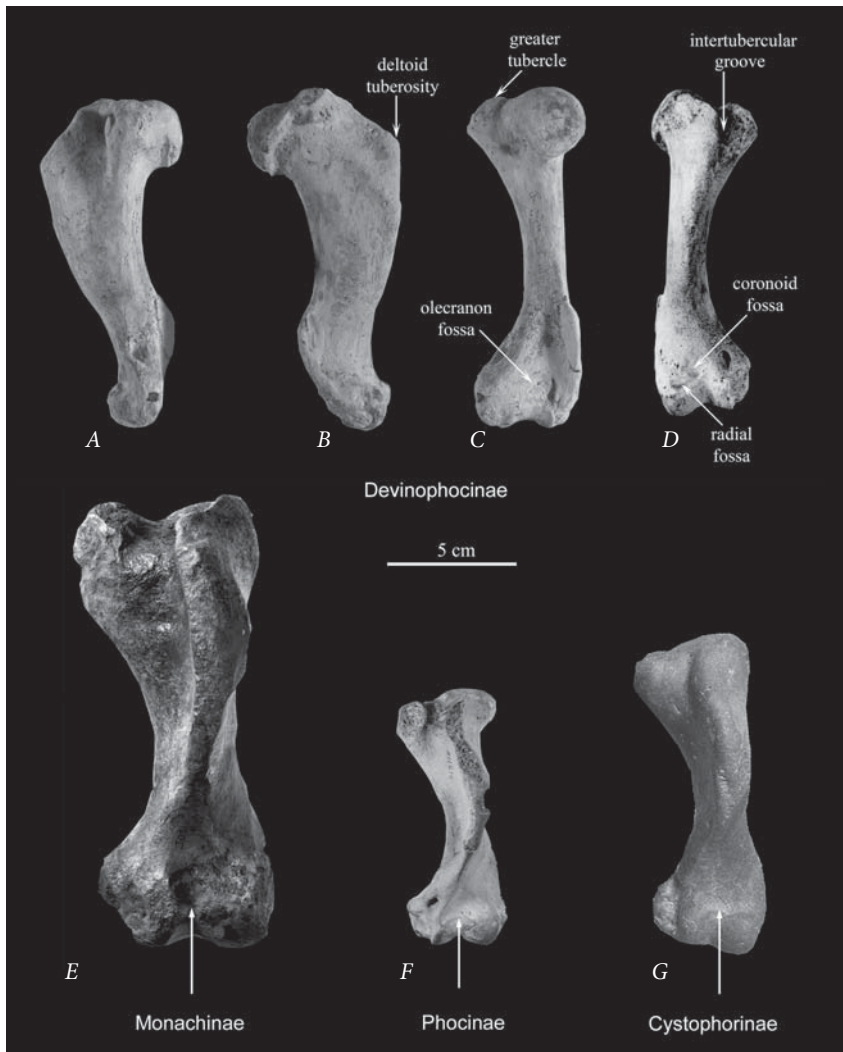 greater
tubercle
intertubercular
groove
deltoid
tuberosity
coronoid
fossa
olecranon
fossa
radial
fossa
A
B
C
D
Devinophocinae
5 cm
E
F
G
Monachinae
Phocinae
Cystophorinae